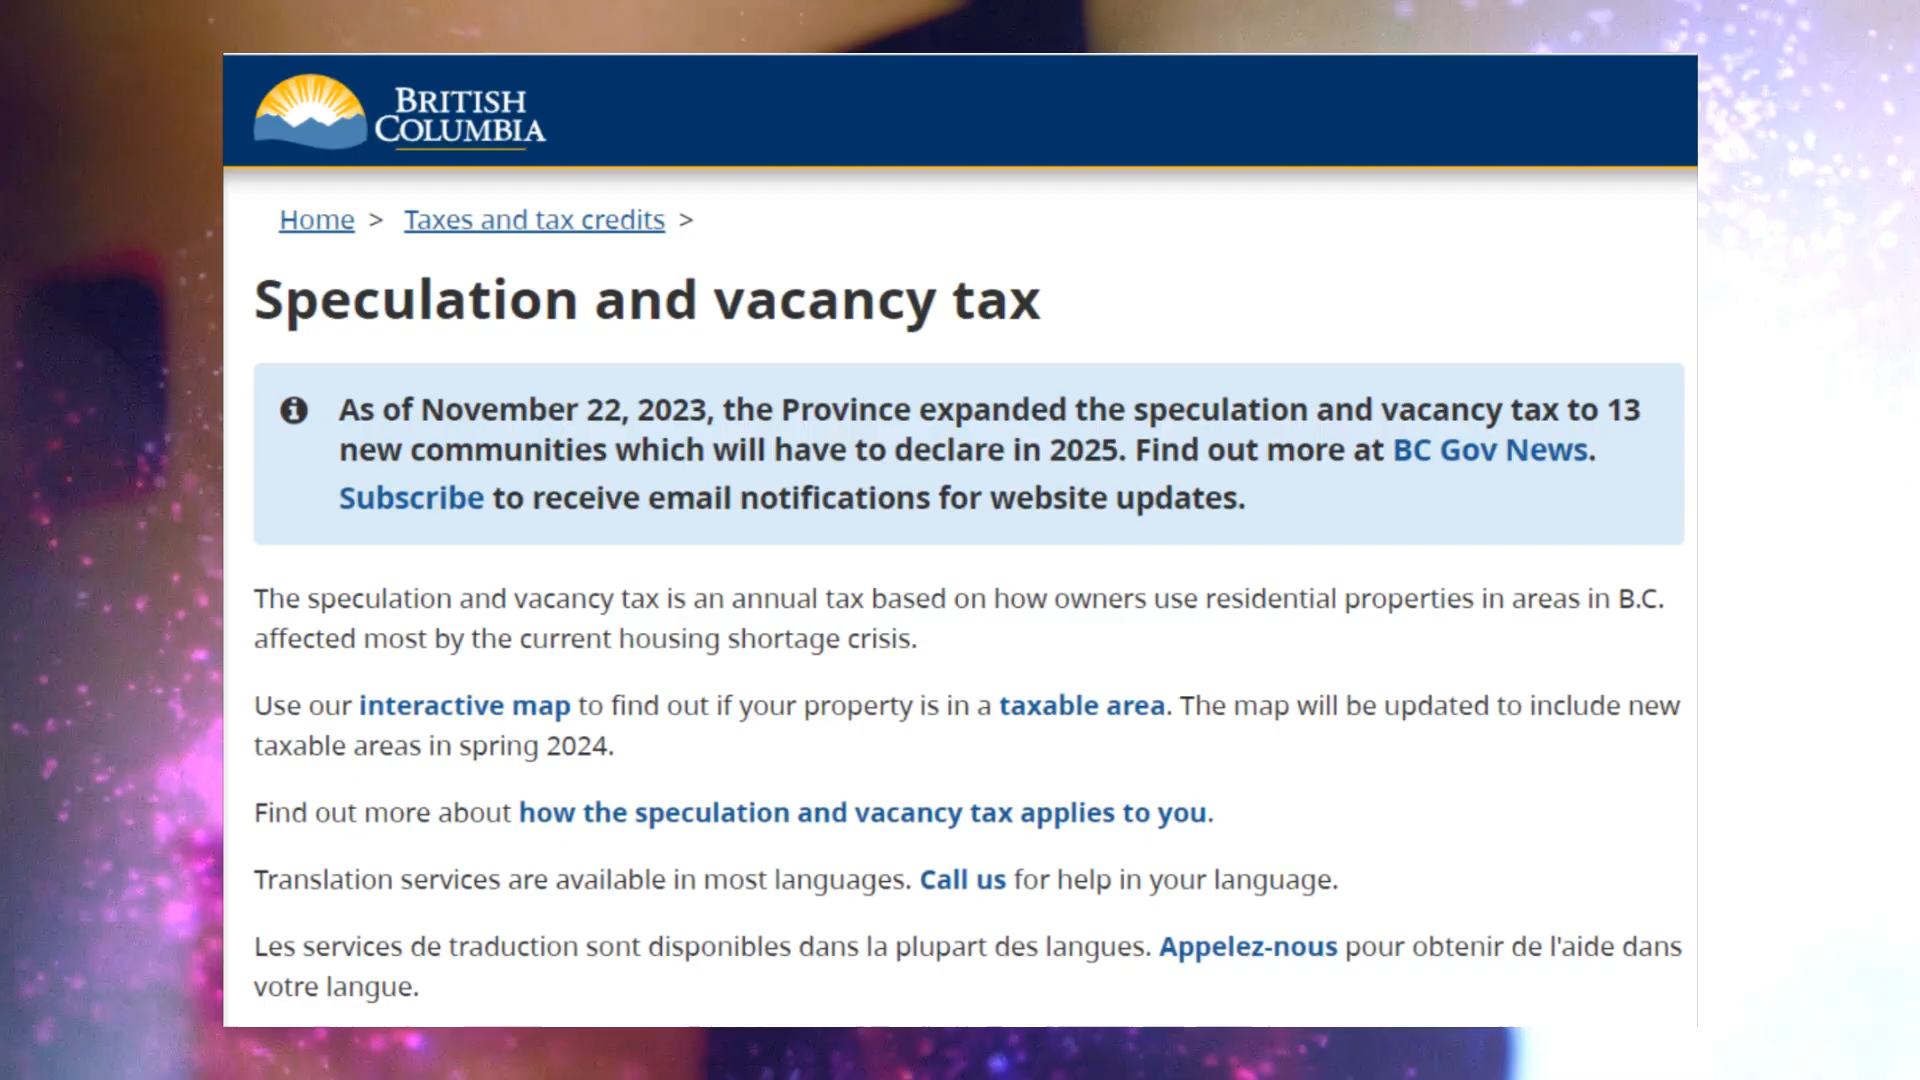 BRITISH
COLUMBIA
Home > Taxes and tax credits >
Speculation and vacancy tax
As of November 22, 2023, the Province expanded the speculation and vacancy tax to 13
new communities which will have to declare in 2025. Find out more at BC Gov News.
Subscribe to receive email notifications for website updates.
The speculation and vacancy tax is an annual tax based on how owners use residential properties in areas in B.C.
affected most by the current housing shortage crisis.
Use our interactive map to find out if your property is in a taxable area. The map will be updated to include new
taxable areas in spring 2024.
Find out more about how the speculation and vacancy tax applies to you.
Translation services are available in most languages. Call us for help in your language.
Les services de traduction sont disponibles dans la plupart des langues. Appelez-nous pour obtenir de l'aide dans
votre langue.